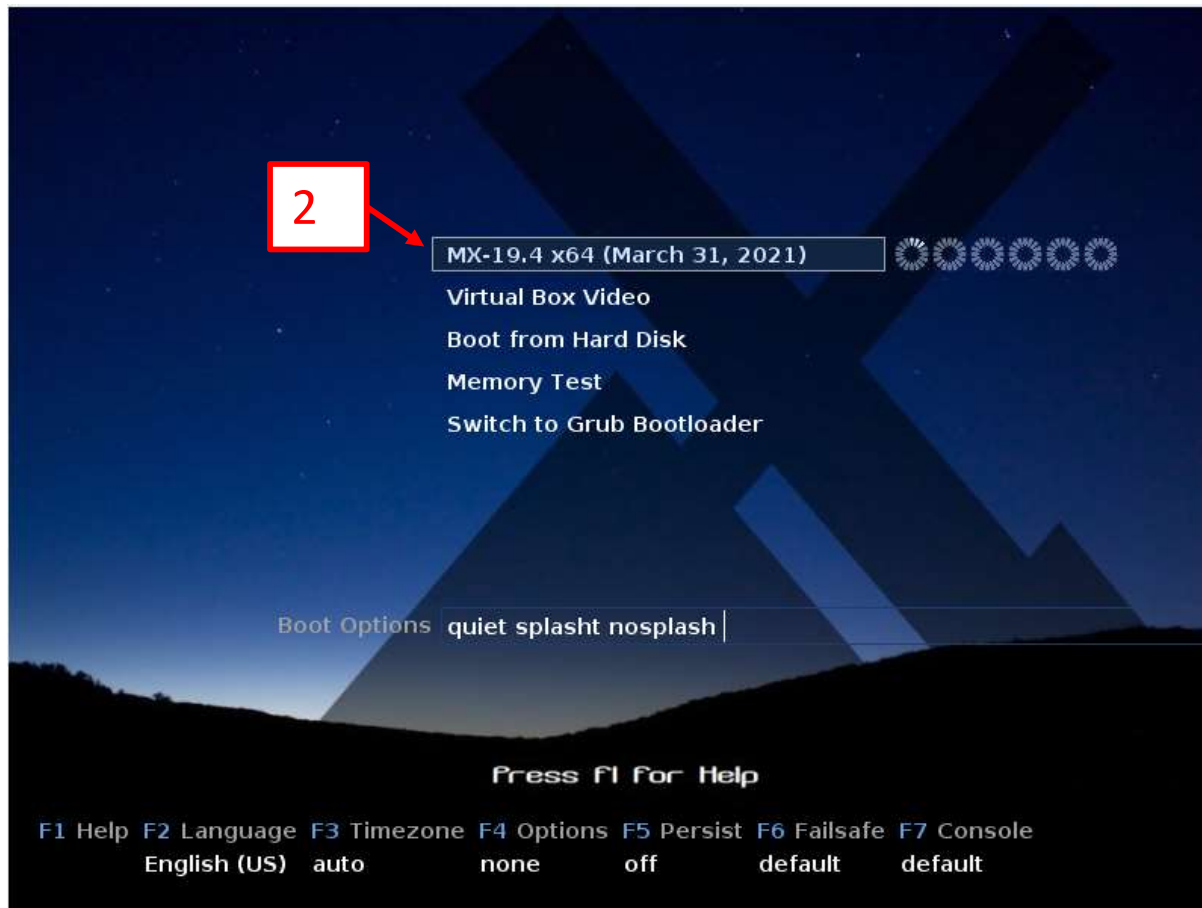 2
MX-19.4 x64 (March 31, 2021)
Virtual Box Video
Boot from Hard Disk
Memory Test
Switch to Grub Bootloader
Boot Options quiet splasht nosplash
Press F1 for Help
F1 Help F2 Language F3 Timezone F4 Options F5 Persist F6 Failsafe F7 Console
English (US) auto none off default default